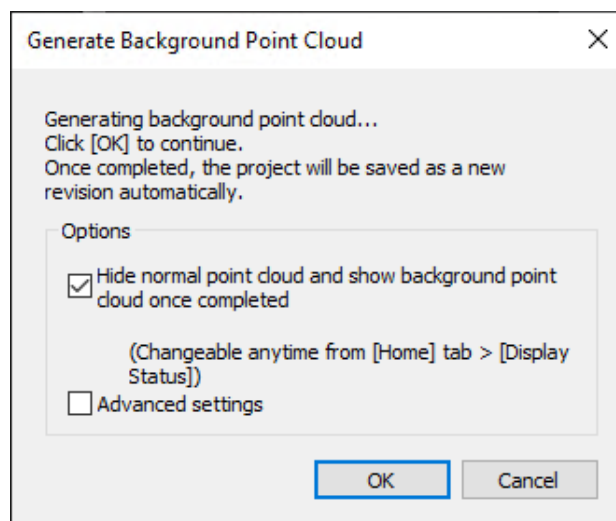 Generate Background Point Cloud
Generating background point cloud...
Click [OK] to continue.
Once completed, the project will be saved as a new
revision automatically.
Options
Hide normal point cloud and show background point
cloud once completed
(Changeable anytime from [Home] tab > [Display
Status])
Advanced settings
OK
Cancel